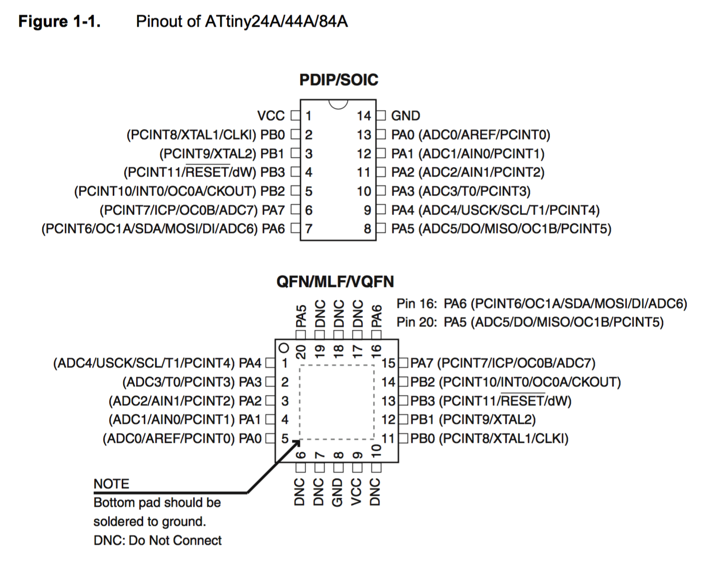 Figure 1-1. Pinout of ATtiny24A/44A/84A
PDIP/SOIC
VCC 1 14 GND
(PCINT8/XTAL1/CLKI) PB0 2 13 PA0 (ADC0/AREF/PCINT0)
(PCINT9/XTAL2) PB1 3 12 PA1 (ADC1/AIN0/PCINT1)
(PCINT11/RESET/dW) PB3 4 11 PA2 (ADC2/AIN1/PCINT2)
(PCINT10/INT0/OC0A/CKOUT) PB2 5 10 PA3 (ADC3/T0/PCINT3)
(PCINT7/ICP/OC0B/ADC7) PA7 6 9 PA4 (ADC4/USCK/SCL/T1/PCINT4)
(PCINT6/OC1A/SDA/MOSI/DI/ADC6) PA6 7 8 PA5 (ADC5/DO/MISO/OC1B/PCINT5)
QFN/MLF/VQFN
Pin 16: PA6 (PCINT6/OC1A/SDA/MOSI/DI/ADC6)
Pin 20: PA5 (ADC5/DO/MISO/OC1B/PCINT5)
PA5 DNC DNC DNC PA6
20 19 18 17 16
(ADC4/USCK/SCL/T1/PCINT4) PA4 1 15 PA7 (PCINT7/ICP/OC0B/ADC7)
(ADC3/T0/PCINT3) PA3 2 14 PB2 (PCINT10/INT0/OC0A/CKOUT)
(ADC2/AIN1/PCINT2) PA2 3 13 PB3 (PCINT11/RESET/dW)
(ADC1/AIN0/PCINT1) PA1 4 12 PB1 (PCINT9/XTAL2)
(ADC0/AREF/PCINT0) PA0 5 11 PB0 (PCINT8/XTAL1/CLKI)
6 7 8 9 10
DNC DNC GND VCC DNC
NOTE
Bottom pad should be
soldered to ground.
DNC: Do Not Connect